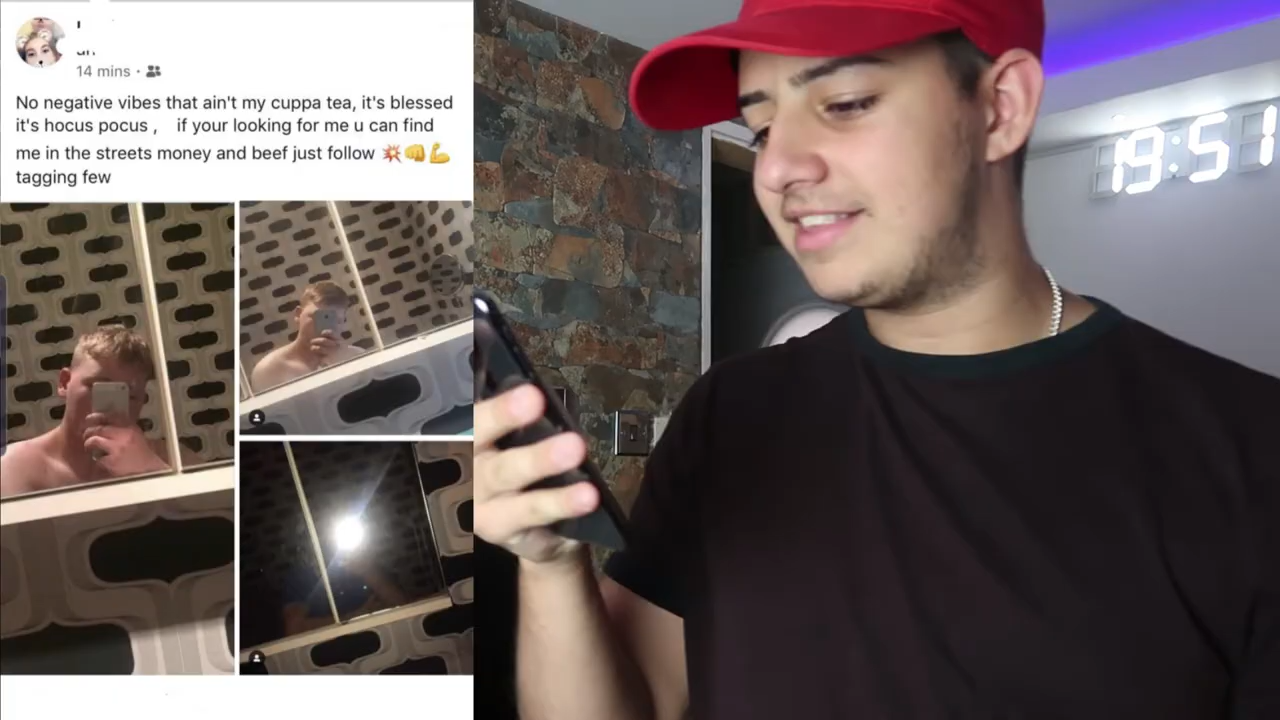 14 mins ·
No negative vibes that ain't my cuppa tea, it's blessed
it's hocus pocus , if your looking for me u can find
me in the streets money and beef just follow 💥👊💪
tagging few
19:51